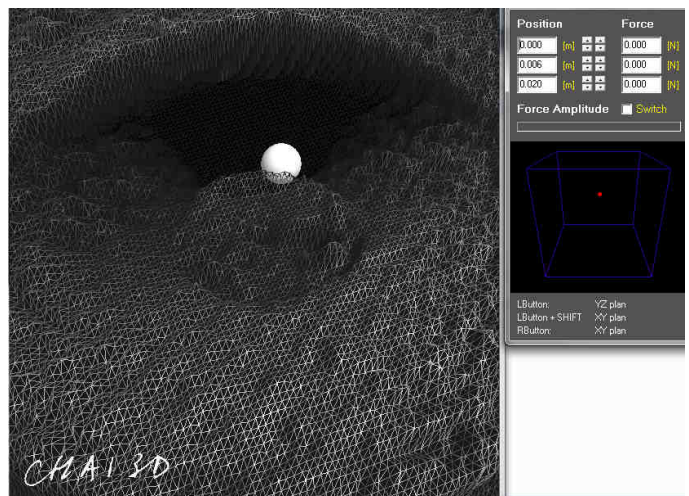 Position Force
0.000 [m] 0.000 [N]
0.006 [m] 0.000 [N]
0.020 [m] 0.000 [N]
Force Amplitude Switch
LButton: YZ plan
LButton + SHIFT XY plan
RButton: XY plan
CHAI 3D